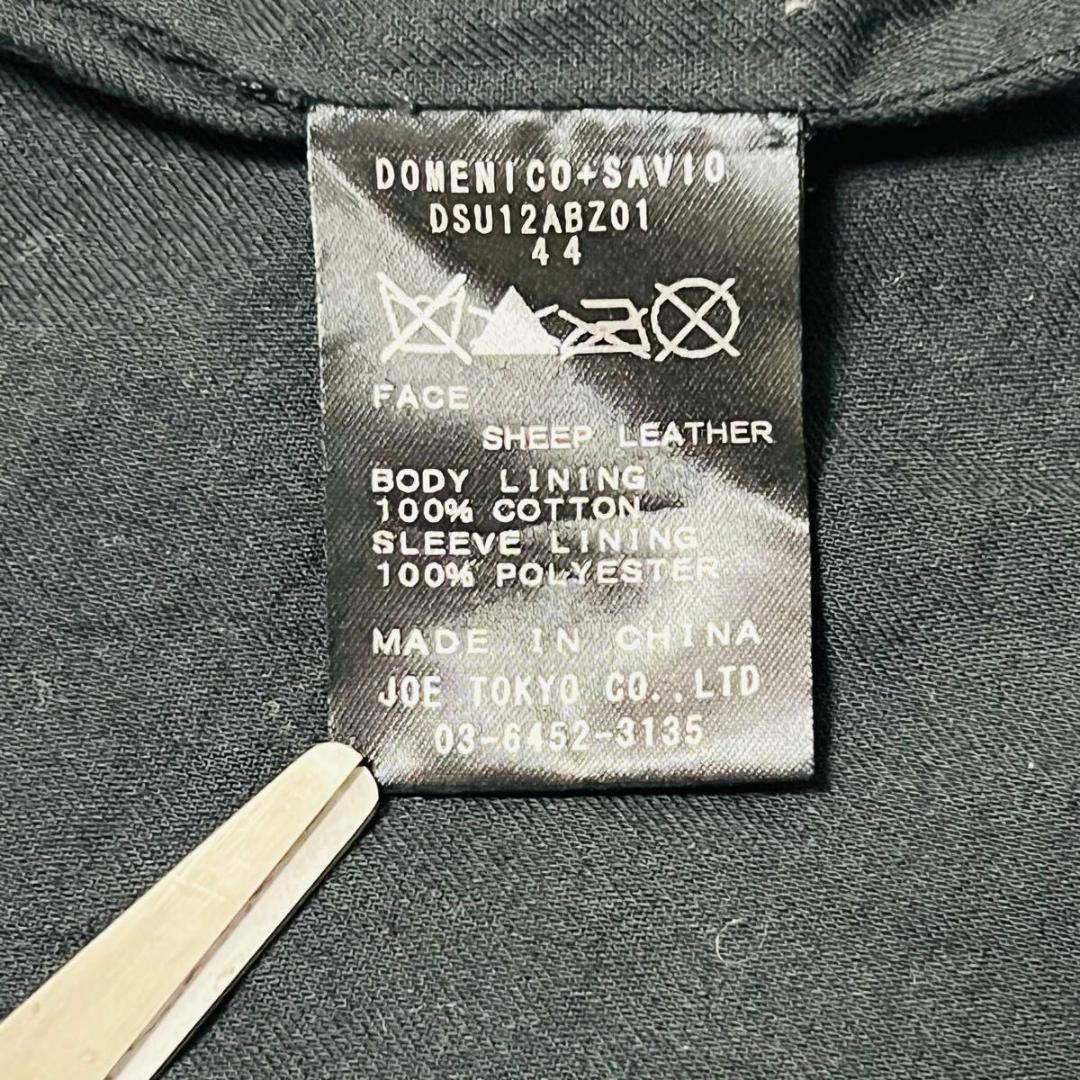 DOMENICO+SAVIO
DSU12ABZ01
44
FACE
SHEEP LEATHER
BODY LINING
100% COTTON
SLEEVE LINING
100% POLYESTER
MADE IN CHINA
JOE TOKYO CO.,LTD
03-6452-3135